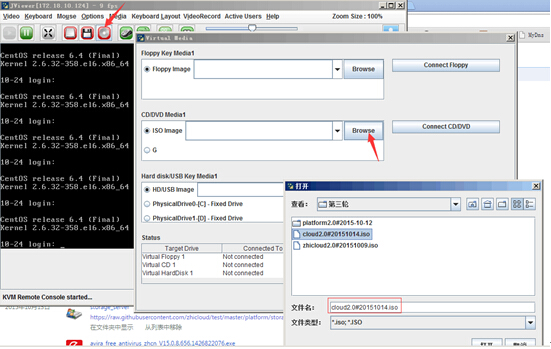 JViewer[172.18.10.124] - 9 fps
Video Keyboard Mouse Options Media Keyboard Layout VideoRecord Active Users Help Zoom Size : 100%
CentOS release 6.4 (Final)
Kernel 2.6.32-358.el6.x86_64
10-24 login:
CentOS release 6.4 (Final)
Kernel 2.6.32-358.el6.x86_64
10-24 login:
CentOS release 6.4 (Final)
Kernel 2.6.32-358.el6.x86_64
10-24 login:
CentOS release 6.4 (Final)
Kernel 2.6.32-358.el6.x86_64
10-24 login: _
KVM Remote Console started...
Virtual Media
Floppy Key Media1
Floppy Image
Browse
Connect Floppy
CD/DVD Media1
ISO Image
Browse
Connect CD/DVD
G
Hard disk/USB Key Media1
HD/USB Image
PhysicalDrive0-[C] - Fixed Drive
PhysicalDrive1-[D] - Fixed Drive
Status
Target Drive Connected To
Virtual Floppy 1 Not connected
Virtual CD 1 Not connected
Virtual HardDisk 1 Not connected
打开
查看: 第三轮
platform2.0#2015-10-12
cloud2.0#20151014.iso
zhicloud2.0#20151009.iso
文件名: cloud2.0#20151014.iso
文件类型: *.iso; *.ISO
MyDns
storage_server
https://raw.githubusercontent.com/zhicloud/test/master/platform/stora
在文件夹中显示 从列表中移除
avira free antivirus zhcn V15.0.8.656.1426822076.exe